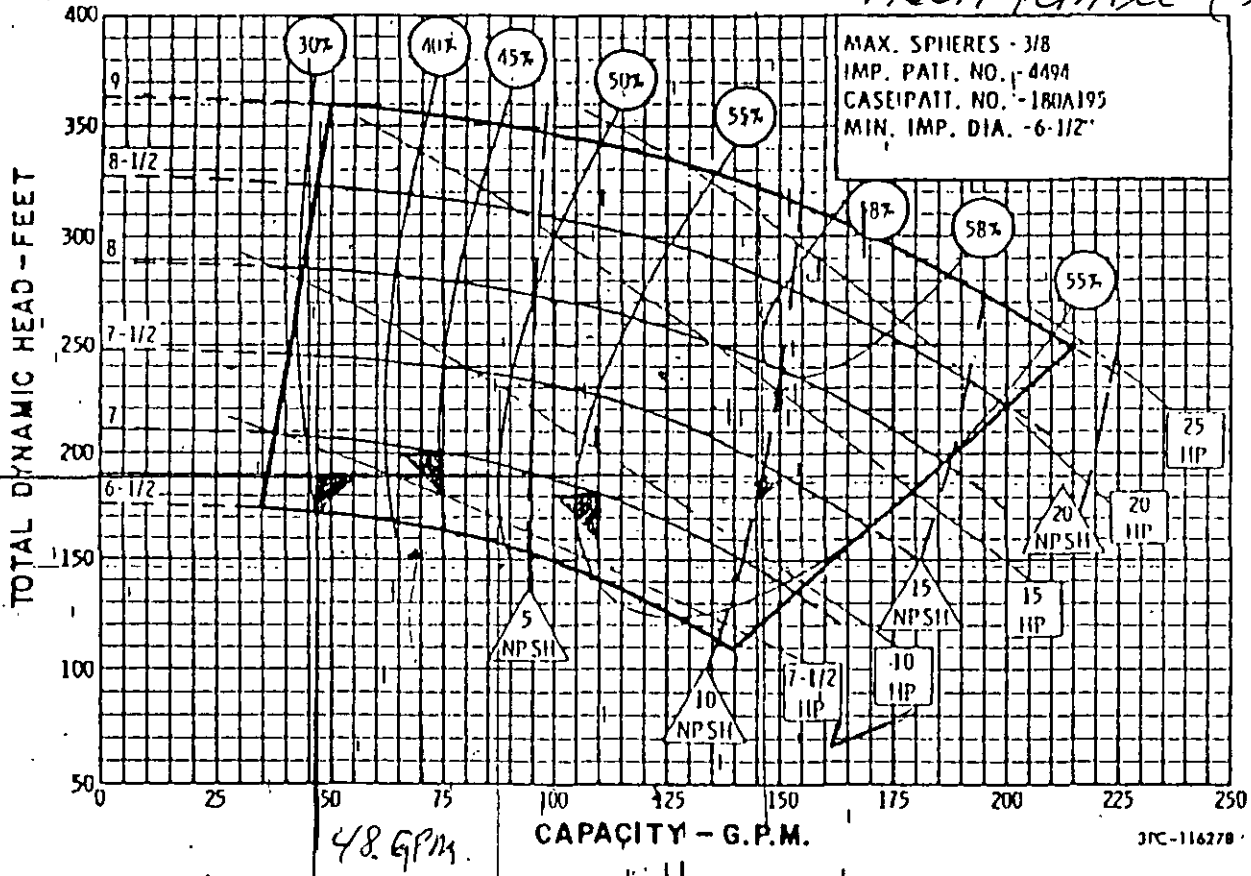 MAX. SPHERES - 3/8
IMP. PATT. NO. - 4494
CASE PATT. NO. - 180A195
MIN. IMP. DIA. - 6-1/2"
TOTAL DYNAMIC HEAD-FEET
400
350
300
250
200
150
100
50
9
8-1/2
8
7-1/2
7
6-1/2
30%
40%
45%
50%
55%
58%
58%
55%
5
NPSH
10
NPSH
15
NPSH
20
NPSH
7-1/2
HP
10
HP
15
HP
20
HP
25
HP
0 25 50 75 100 125 150 175 200 225 250
48 GPM.
CAPACITY - G.P.M.